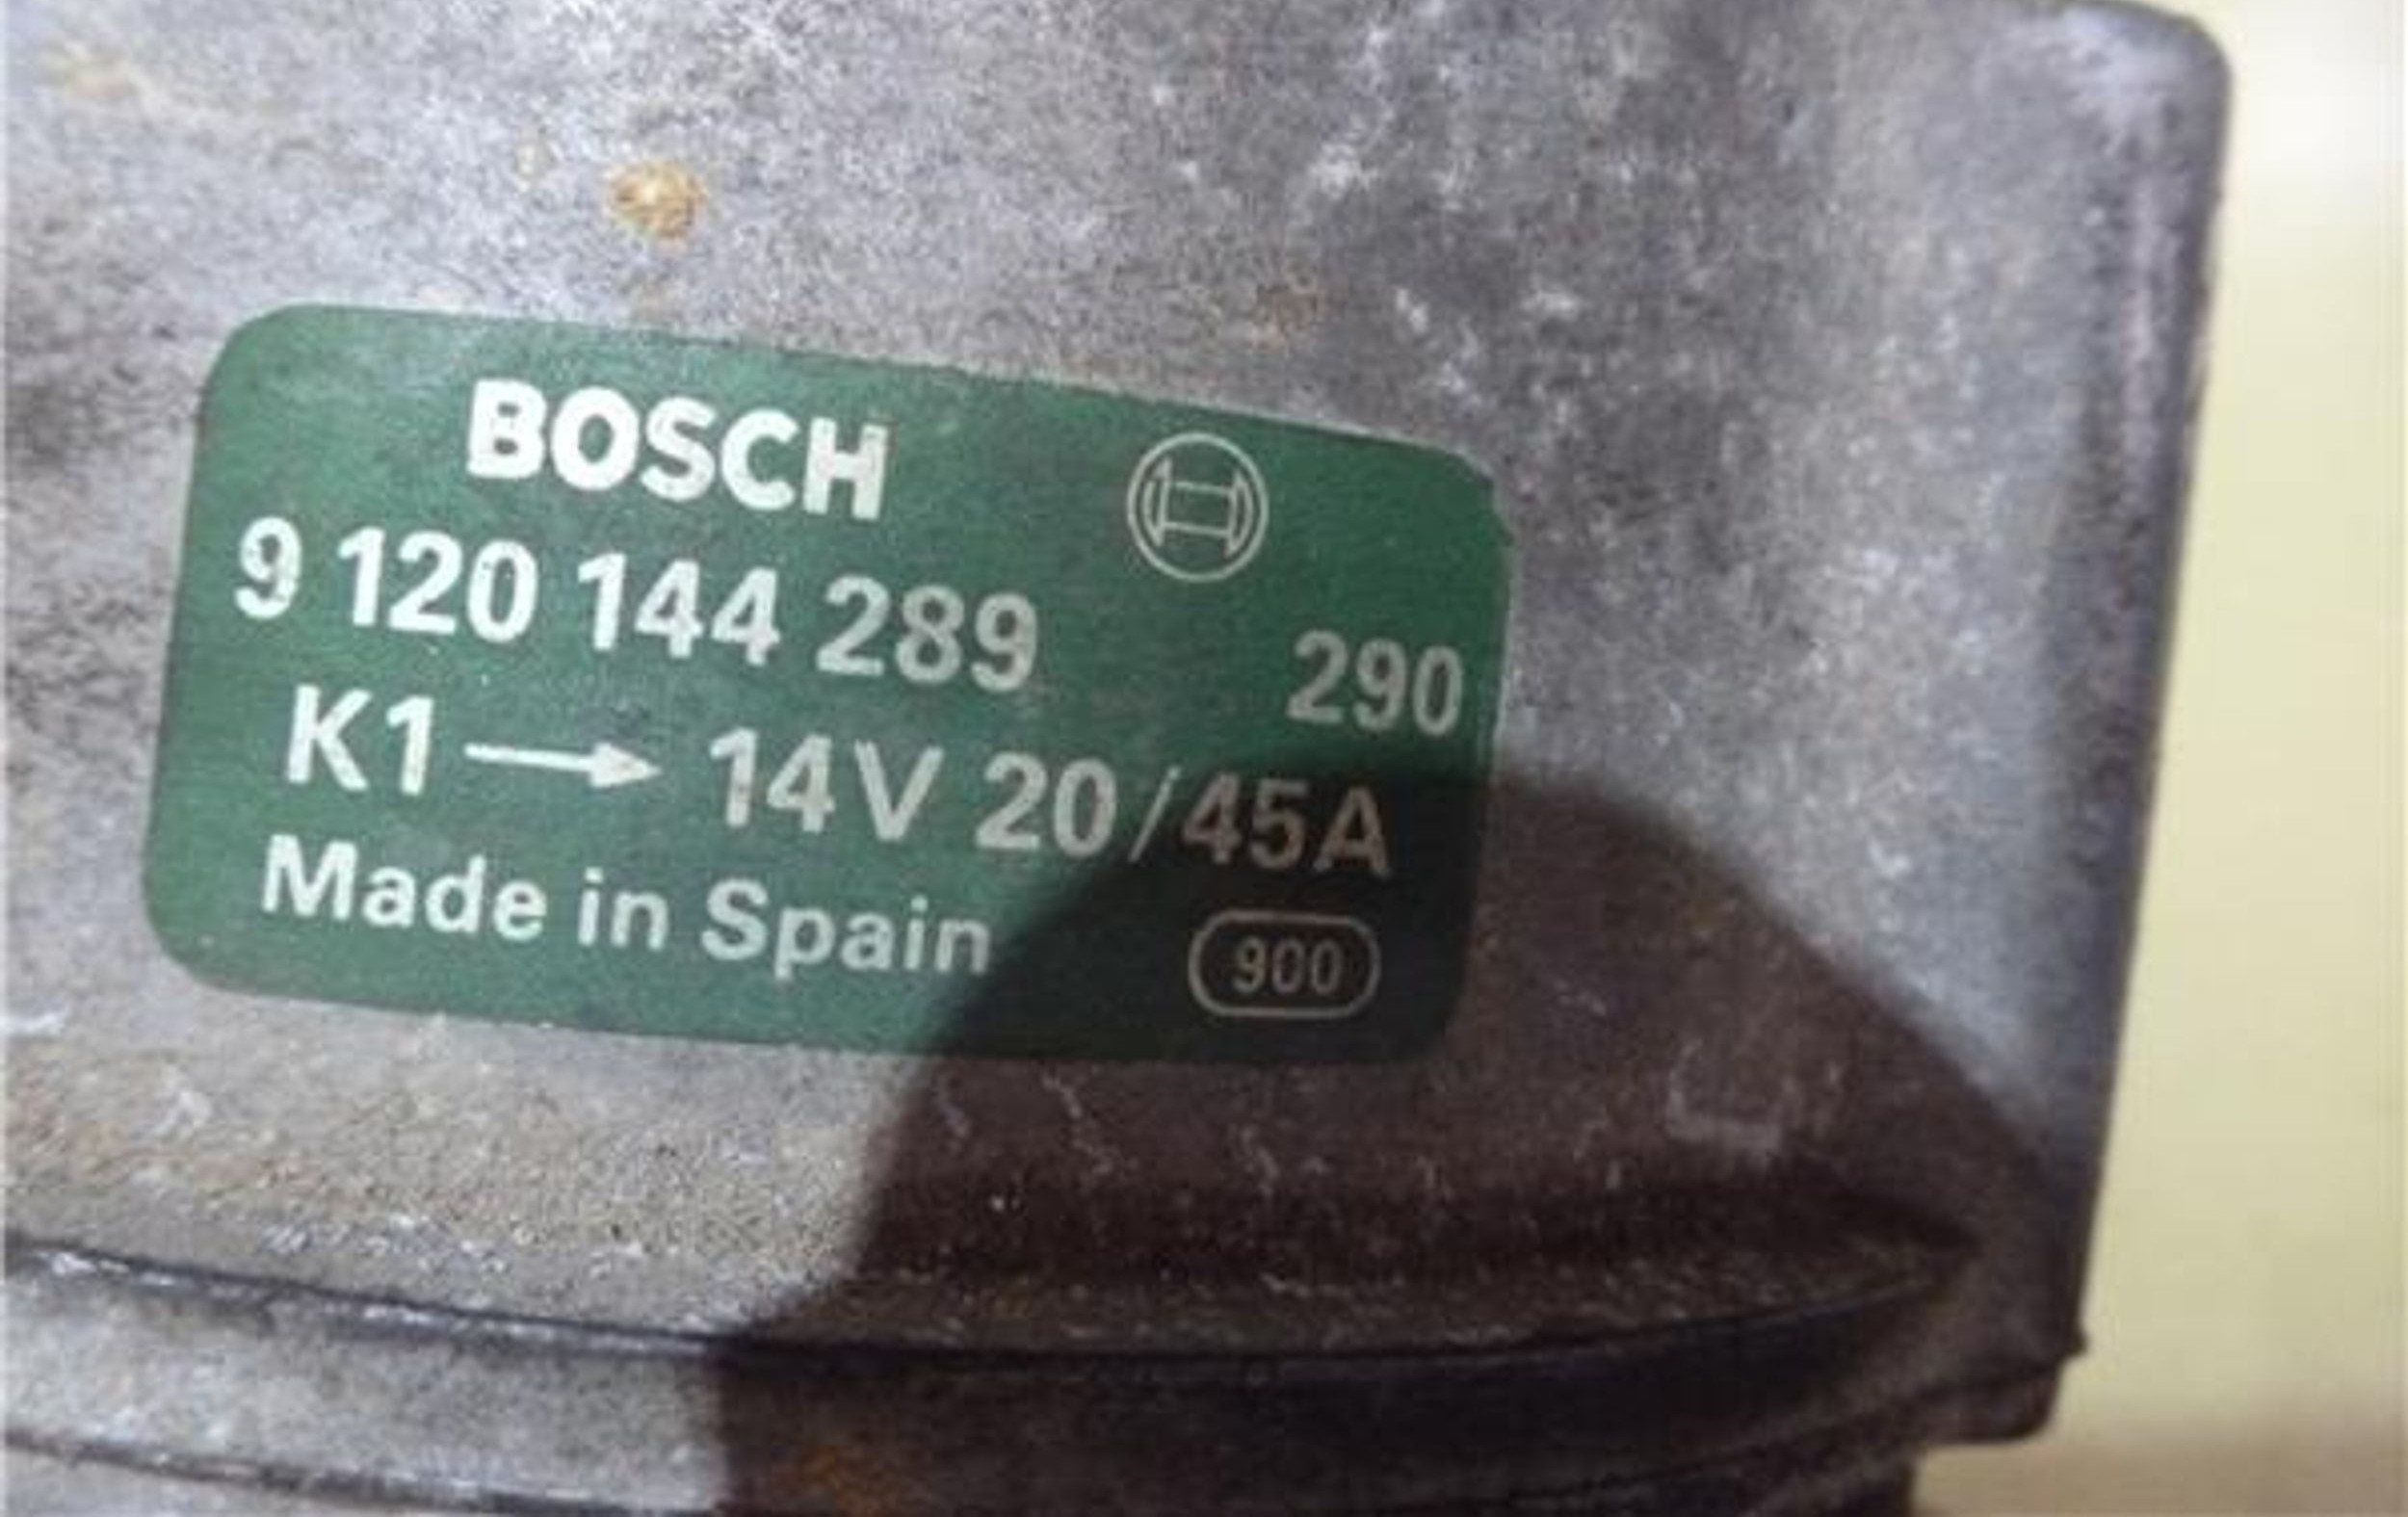 BOSCH
9 120 144 289 290
K1 → 14V 20/45A
Made in Spain 900